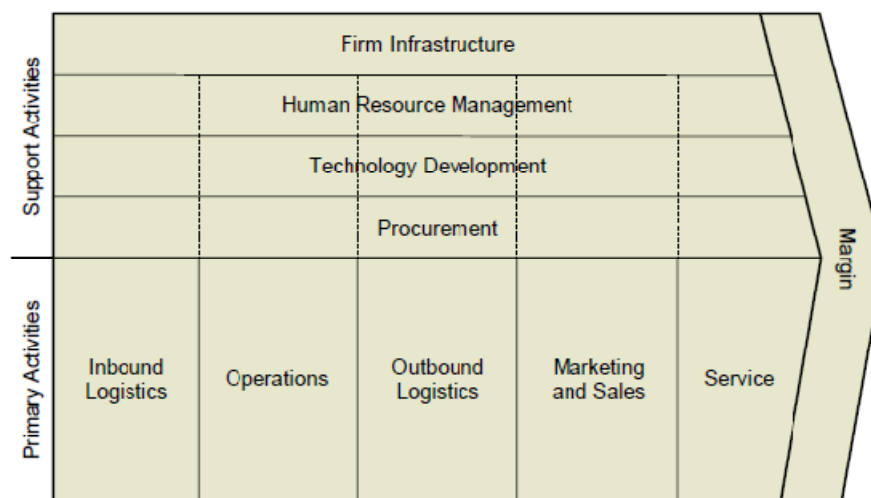 Support Activities
Firm Infrastructure
Human Resource Management
Technology Development
Procurement
Margin
Primary Activities
Inbound
Logistics
Operations
Outbound
Logistics
Marketing
and Sales
Service